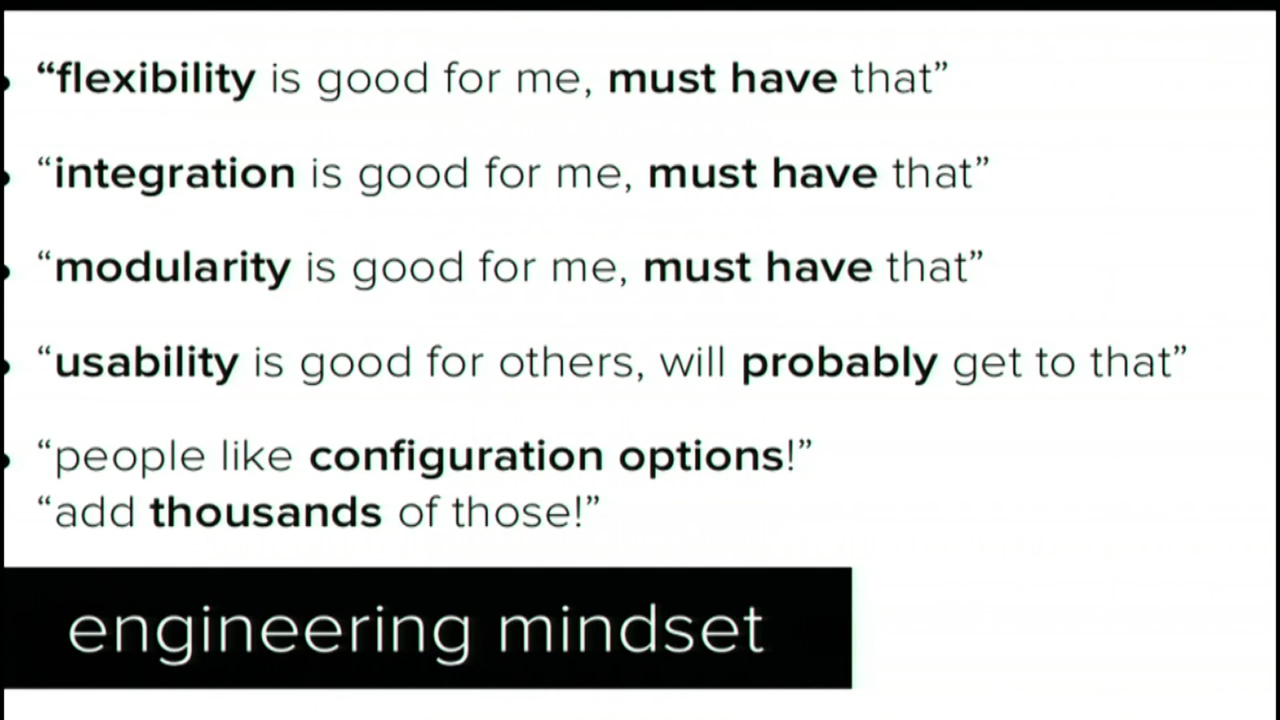 “flexibility is good for me, must have that”
“integration is good for me, must have that”
“modularity is good for me, must have that”
“usability is good for others, will probably get to that”
“people like configuration options!”
“add thousands of those!”
engineering mindset